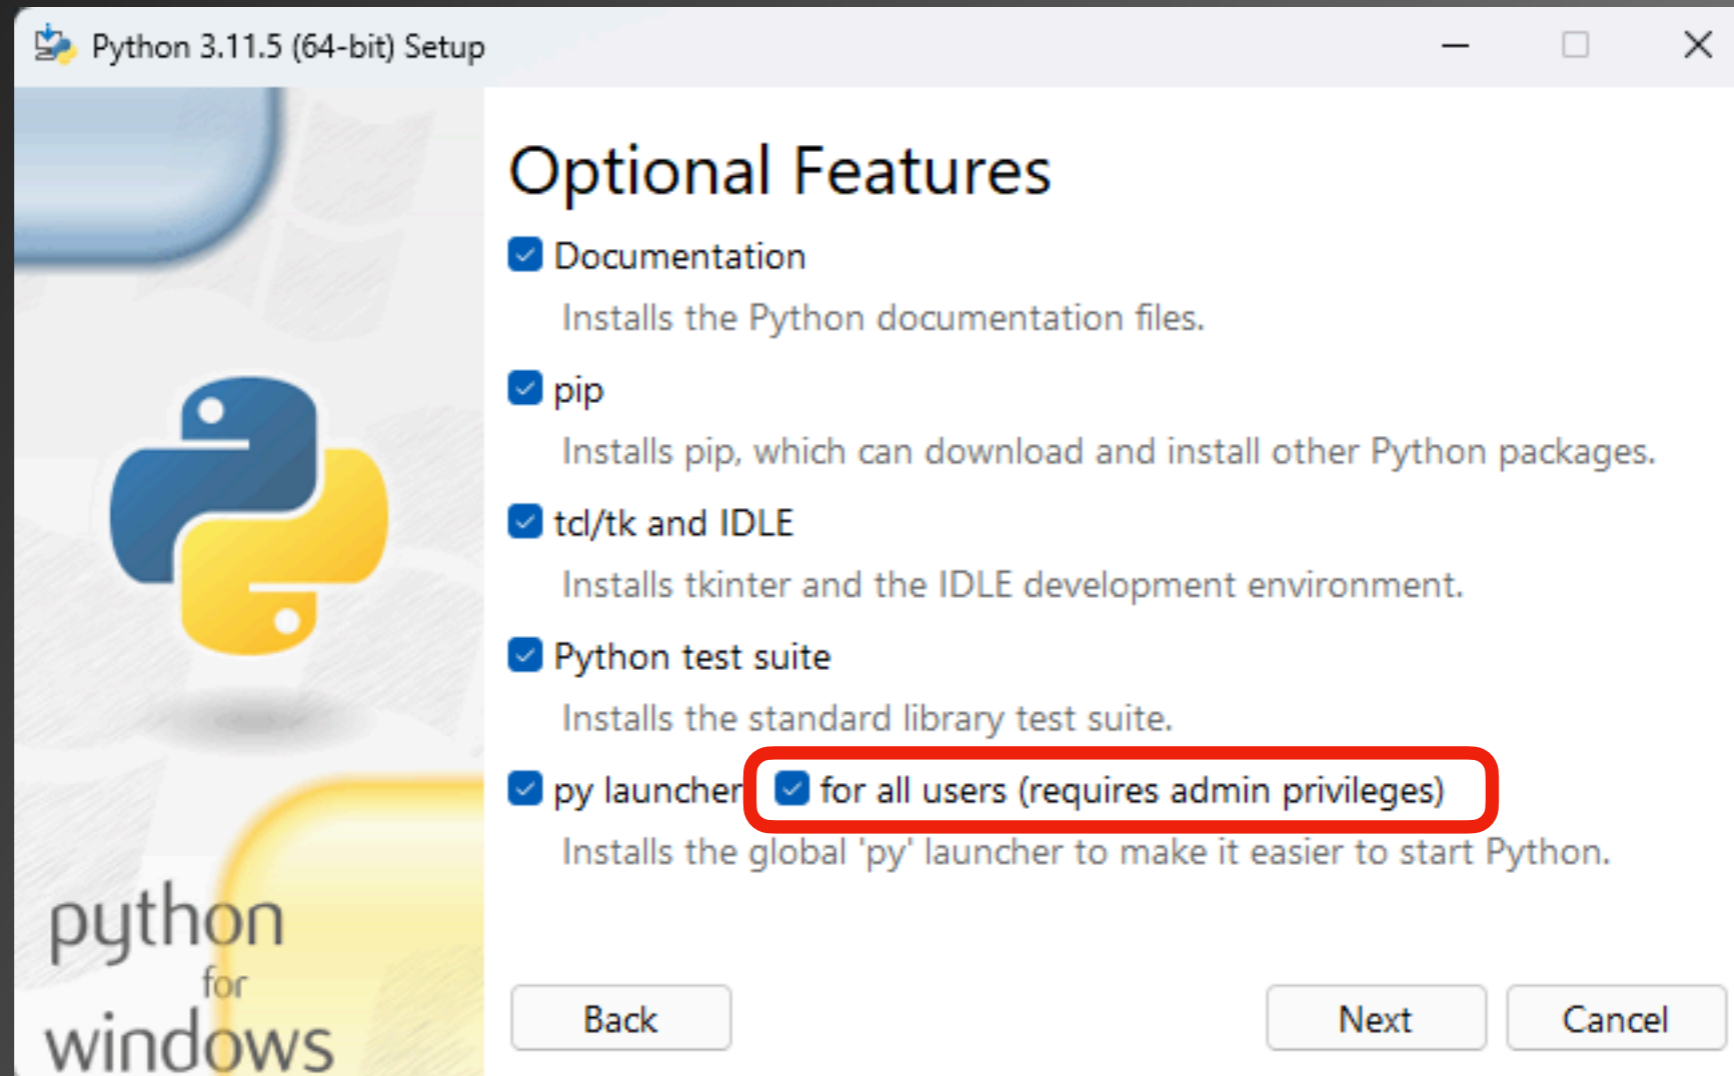 Python 3.11.5 (64-bit) Setup
Optional Features
Documentation
Installs the Python documentation files.
pip
Installs pip, which can download and install other Python packages.
tcl/tk and IDLE
Installs tkinter and the IDLE development environment.
Python test suite
Installs the standard library test suite.
py launcher for all users (requires admin privileges)
Installs the global 'py' launcher to make it easier to start Python.
python
for
windows
Back Next Cancel